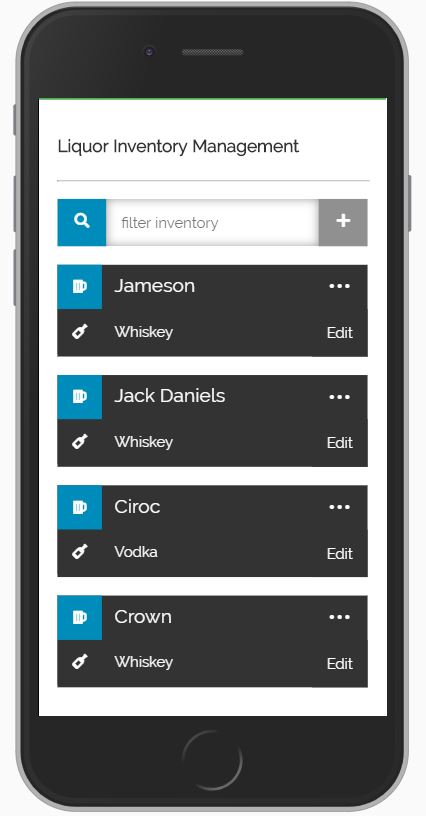 Liquor Inventory Management
filter inventory +
Jameson •••
Whiskey Edit
Jack Daniels •••
Whiskey Edit
Ciroc •••
Vodka Edit
Crown •••
Whiskey Edit